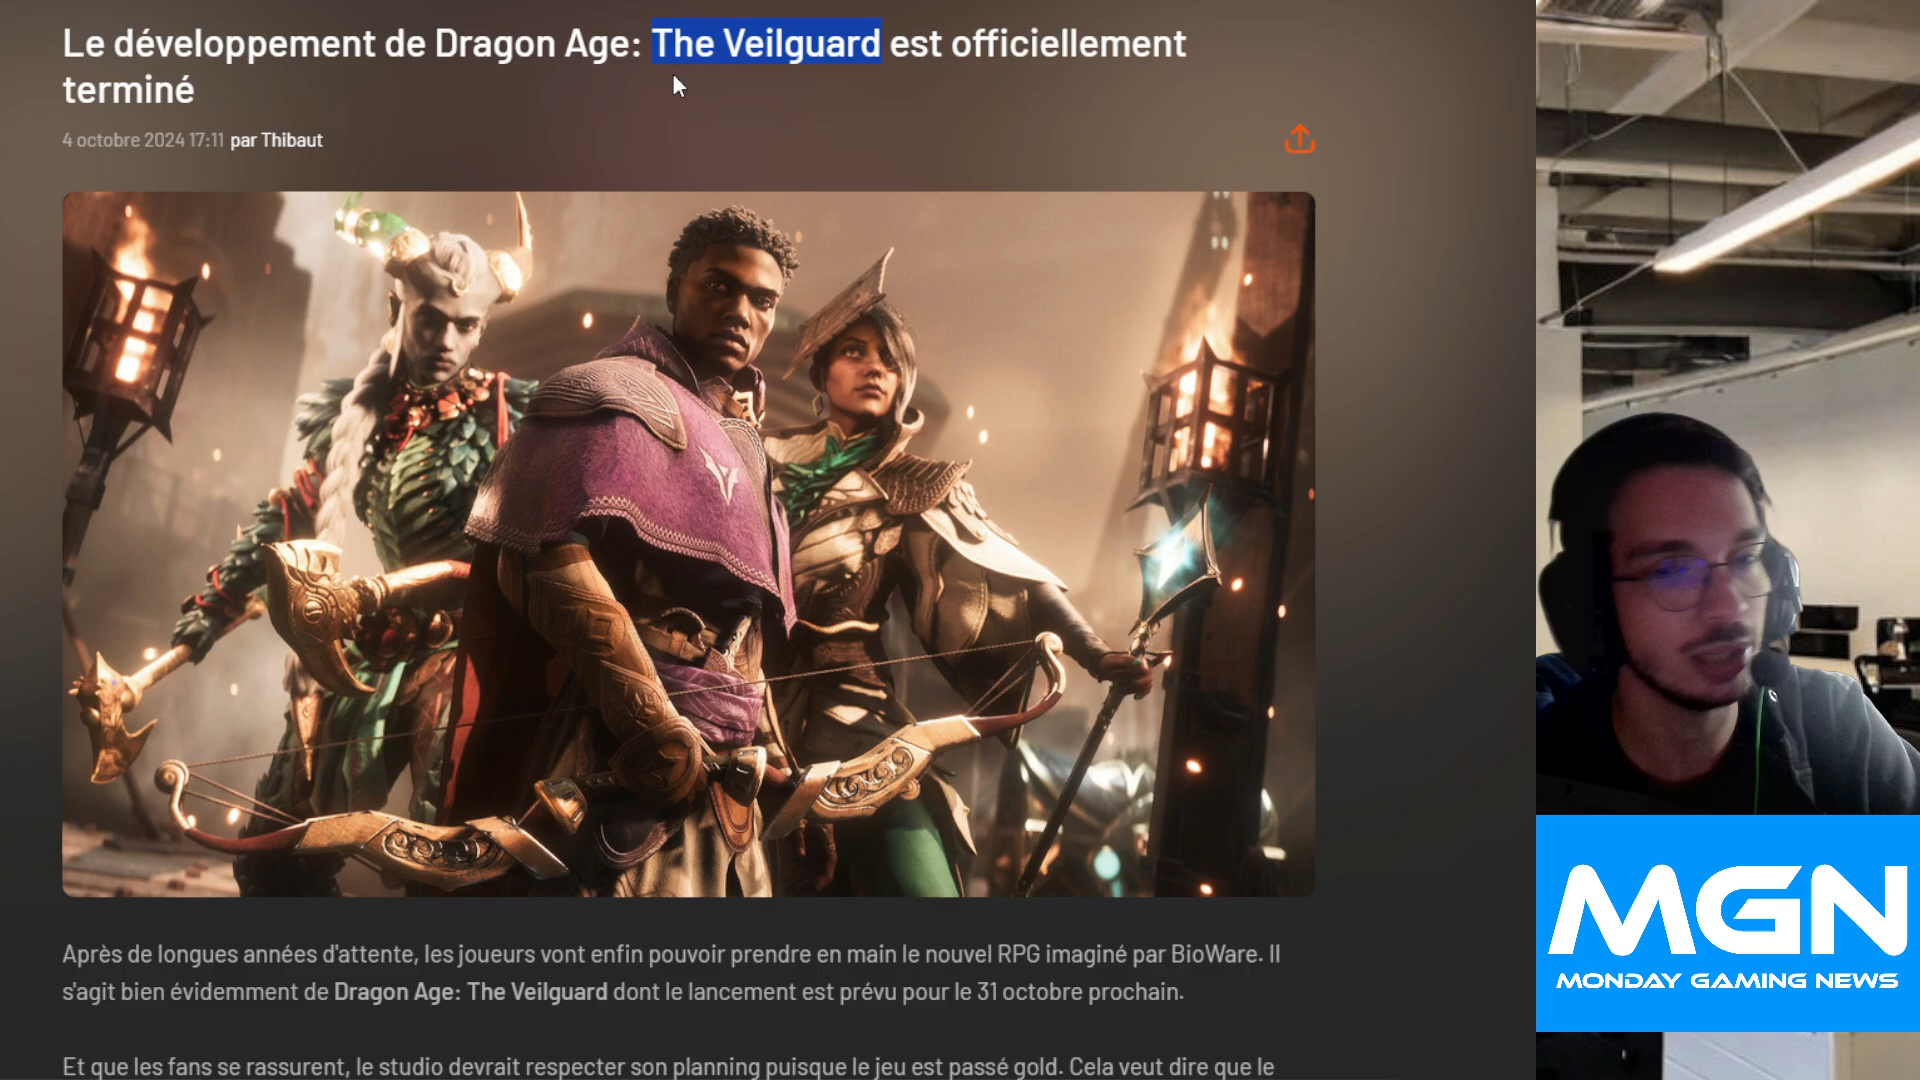 Le développement de Dragon Age: The Veilguard est officiellement
terminé
4 octobre 2024 17:11 par Thibaut
Après de longues années d'attente, les joueurs vont enfin pouvoir prendre en main le nouvel RPG imaginé par BioWare. Il
s'agit bien évidemment de Dragon Age: The Veilguard dont le lancement est prévu pour le 31 octobre prochain.
Et que les fans se rassurent, le studio devrait respecter son planning puisque le jeu est passé gold. Cela veut dire que le
MGN
MONDAY GAMING NEWS